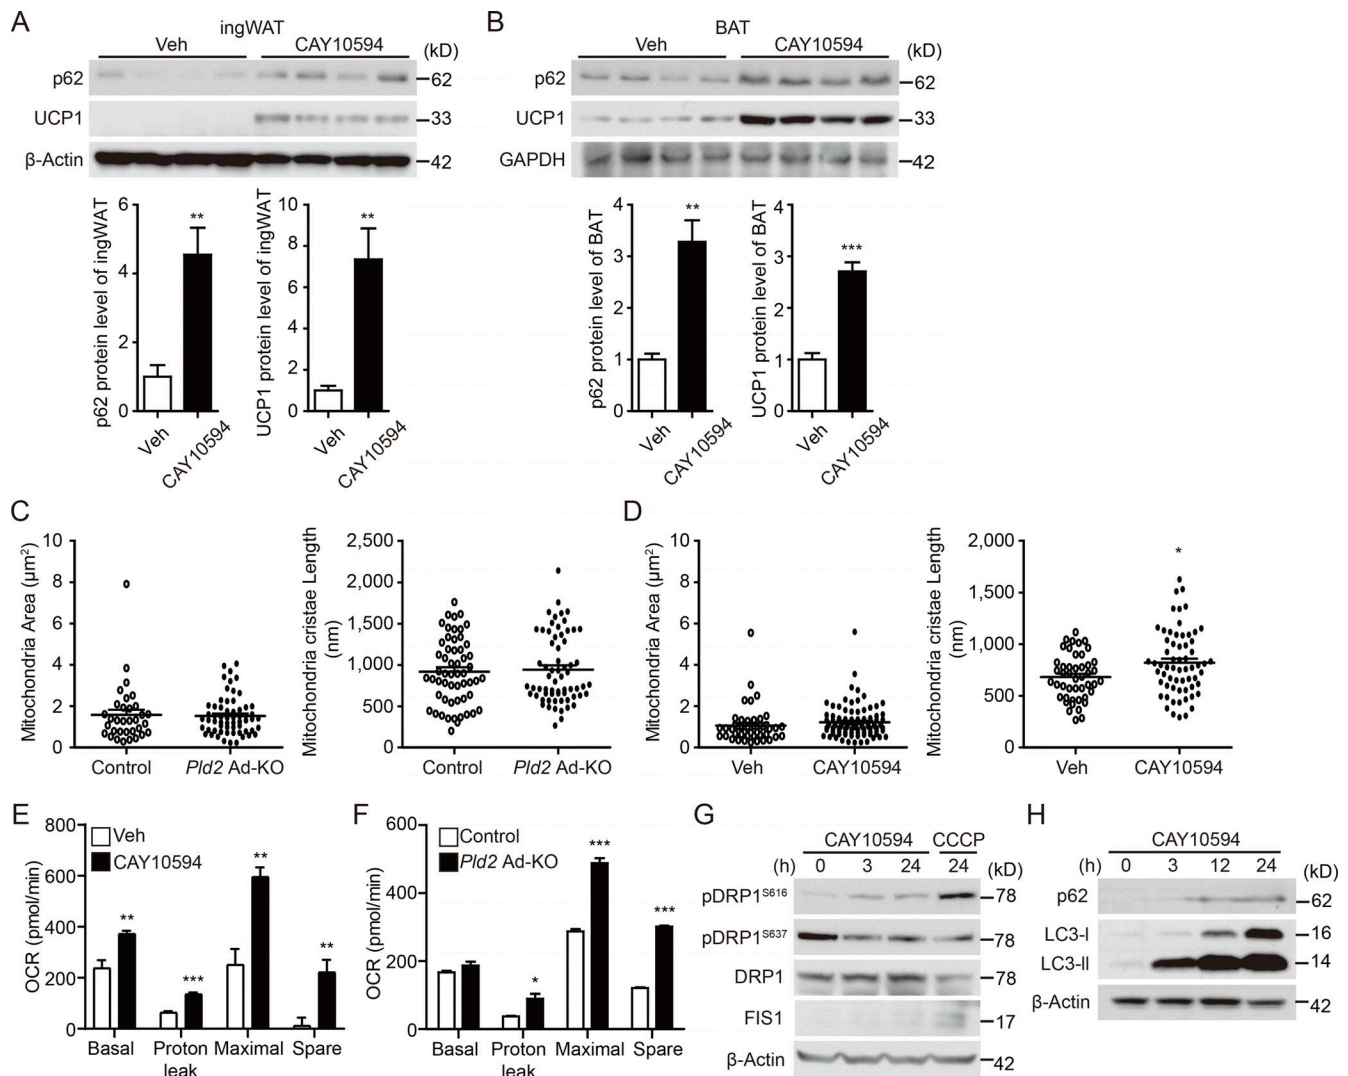 A
ingWAT
Veh CAY10594 (kD)
p62 62
UCP1 33
β-Actin 42
p62 protein level of ingWAT
6
4
2
0
**
Veh CAY10594
UCP1 protein level of ingWAT
10
8
6
4
2
0
**
Veh CAY10594
B
BAT
Veh CAY10594 (kD)
p62 62
UCP1 33
GAPDH 42
p62 protein level of BAT
4
3
2
1
0
**
Veh CAY10594
UCP1 protein level of BAT
4
3
2
1
0
***
Veh CAY10594
C
Mitochondria Area (µm²)
10
8
6
4
2
0
Control Pld2 Ad-KO
Mitochondria cristae Length
(nm)
2,500
2,000
1,500
1,000
500
0
Control Pld2 Ad-KO
D
Mitochondria Area (µm²)
10
8
6
4
2
0
Veh CAY10594
Mitochondria cristae Length
(nm)
2,000
1,500
1,000
500
0
*
Veh CAY10594
E
OCR (pmol/min)
800
600
400
200
0
Veh
CAY10594
** *** ** **
Basal Proton Maximal Spare
leak
F
OCR (pmol/min)
600
400
200
0
Control
Pld2 Ad-KO
* *** ***
Basal Proton Maximal Spare
leak
G
CAY10594 CCCP
(h) 0 3 24 24 (kD)
pDRP1S616 78
pDRP1S637 78
DRP1 78
FIS1 17
β-Actin 42
H
CAY10594
(h) 0 3 12 24 (kD)
p62 62
LC3-I 16
LC3-II 14
β-Actin 42